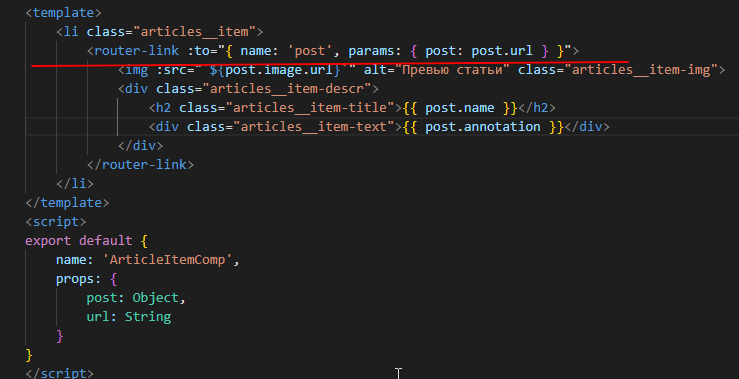 <template>
<li class="articles__item">
<router-link :to="{ name: 'post', params: { post: post.url } }">
<img :src="`${post.image.url}`" alt="Превью статьи" class="articles__item-img">
<div class="articles__item-descr">
<h2 class="articles__item-title">{{ post.name }}</h2>
<div class="articles__item-text">{{ post.annotation }}</div>
</div>
</router-link>
</li>
</template>
<script>
export default {
name: 'ArticleItemComp',
props: {
post: Object,
url: String
}
}
</script>